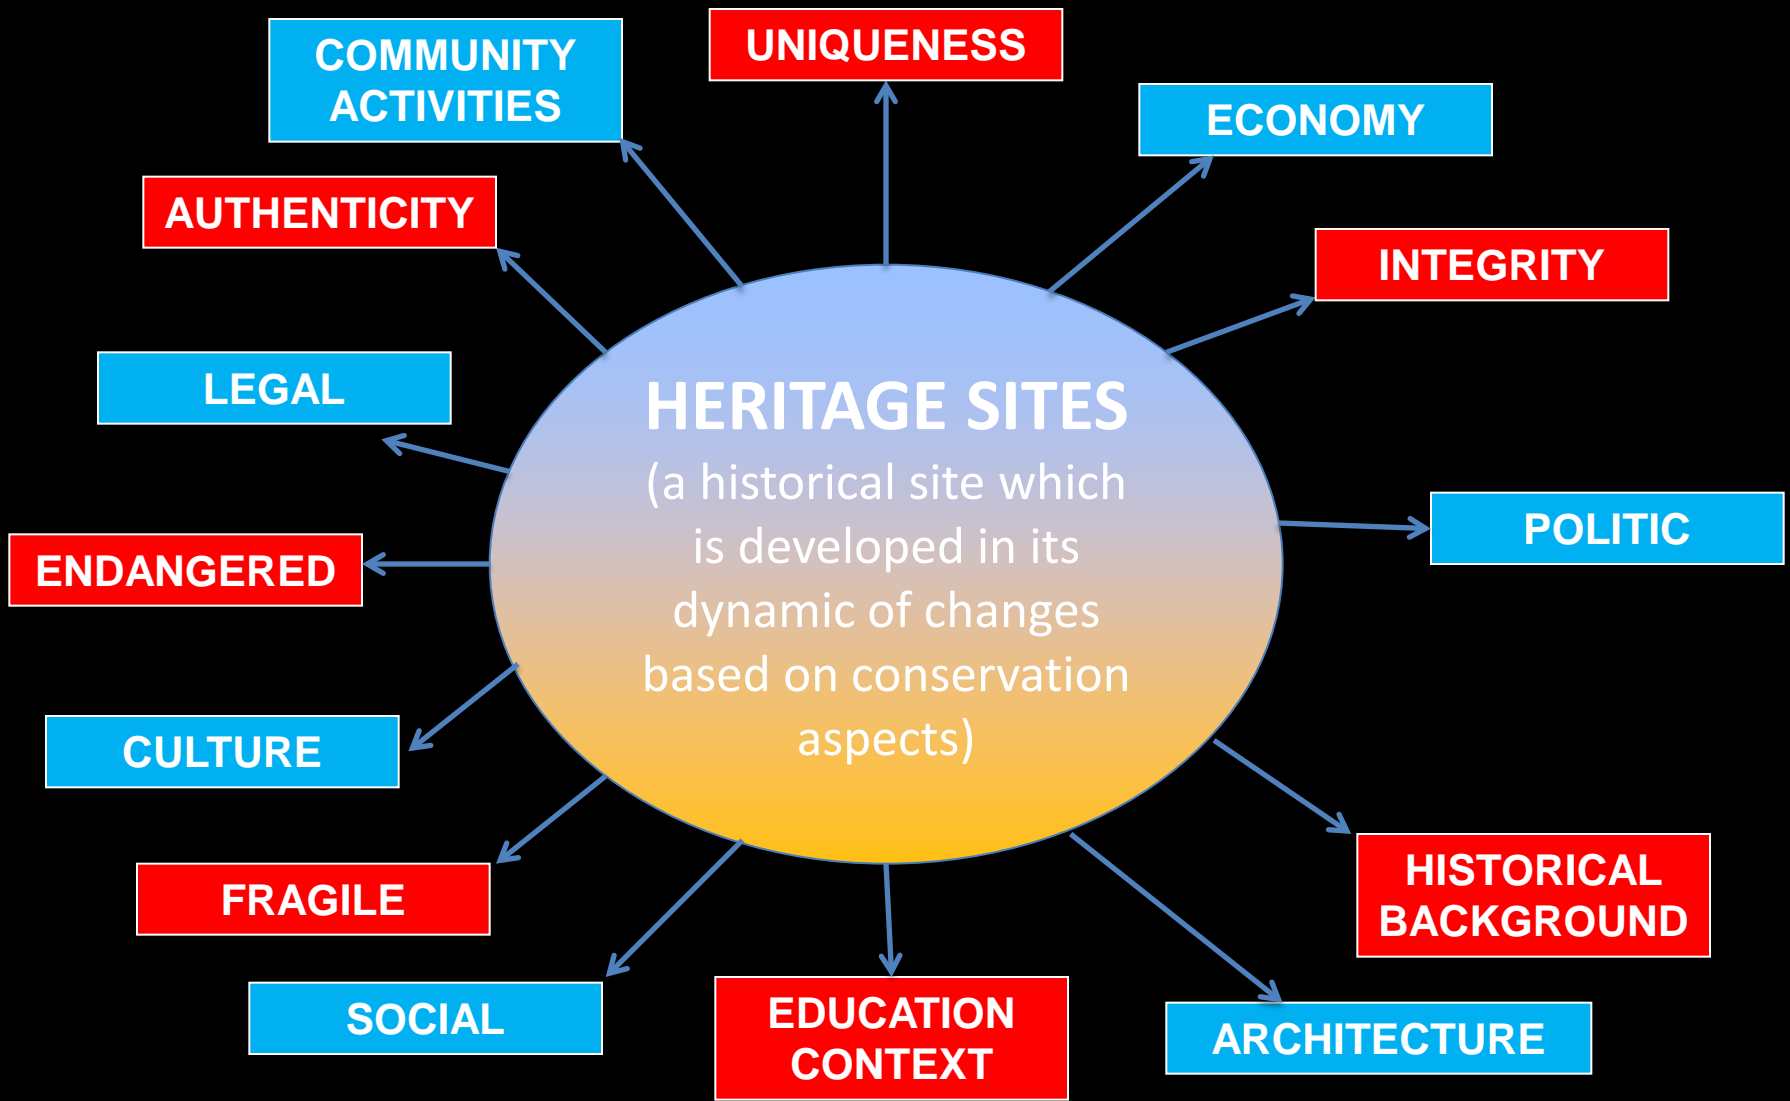 UNIQUENESS
COMMUNITY
ACTIVITIES
ECONOMY
AUTHENTICITY
INTEGRITY
LEGAL
HERITAGE SITES
(a historical site which
is developed in its
dynamic of changes
based on conservation
aspects)
POLITIC
ENDANGERED
CULTURE
FRAGILE
HISTORICAL
BACKGROUND
SOCIAL
EDUCATION
CONTEXT
ARCHITECTURE